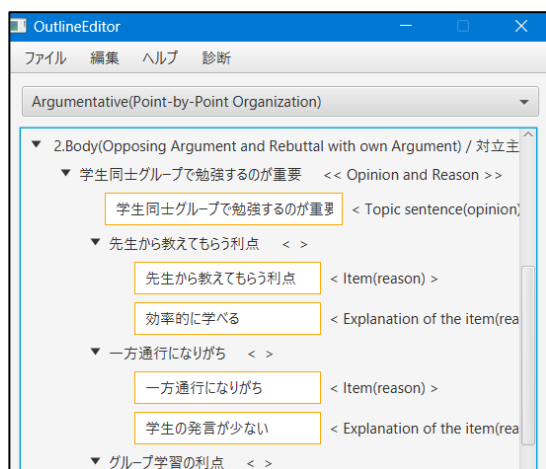 OutlineEditor
ファイル 編集 ヘルプ 診断
Argumentative(Point-by-Point Organization)
2.Body(Opposing Argument and Rebuttal with own Argument) / 対立主
学生同士グループで勉強するのが重要 << Opinion and Reason >>
学生同士グループで勉強するのが重要 < Topic sentence(opinion)
先生から教えてもらう利点 < >
先生から教えてもらう利点 < Item(reason) >
効率的に学べる < Explanation of the item(rea
一方通行になりがち < >
一方通行になりがち < Item(reason) >
学生の発言が少ない < Explanation of the item(rea
グループ学習の利点 < >